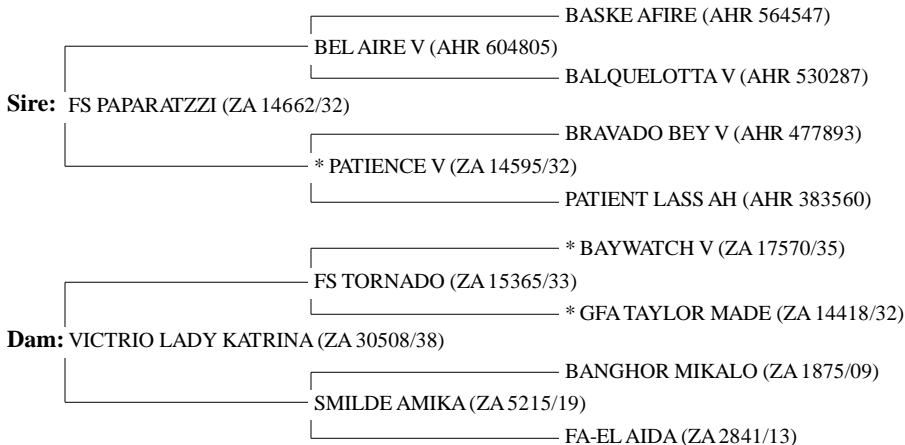 BASKE AFIRE (AHR 564547)
BEL AIRE V (AHR 604805)
BALQUELOTTA V (AHR 530287)
Sire: FS PAPARATZZI (ZA 14662/32)
BRAVADO BEY V (AHR 477893)
* PATIENCE V (ZA 14595/32)
PATIENT LASS AH (AHR 383560)
* BAYWATCH V (ZA 17570/35)
FS TORNADO (ZA 15365/33)
* GFA TAYLOR MADE (ZA 14418/32)
Dam: VICTRIO LADY KATRINA (ZA 30508/38)
BANGHOR MIKALO (ZA 1875/09)
SMILDE AMIKA (ZA 5215/19)
FA-EL AIDA (ZA 2841/13)